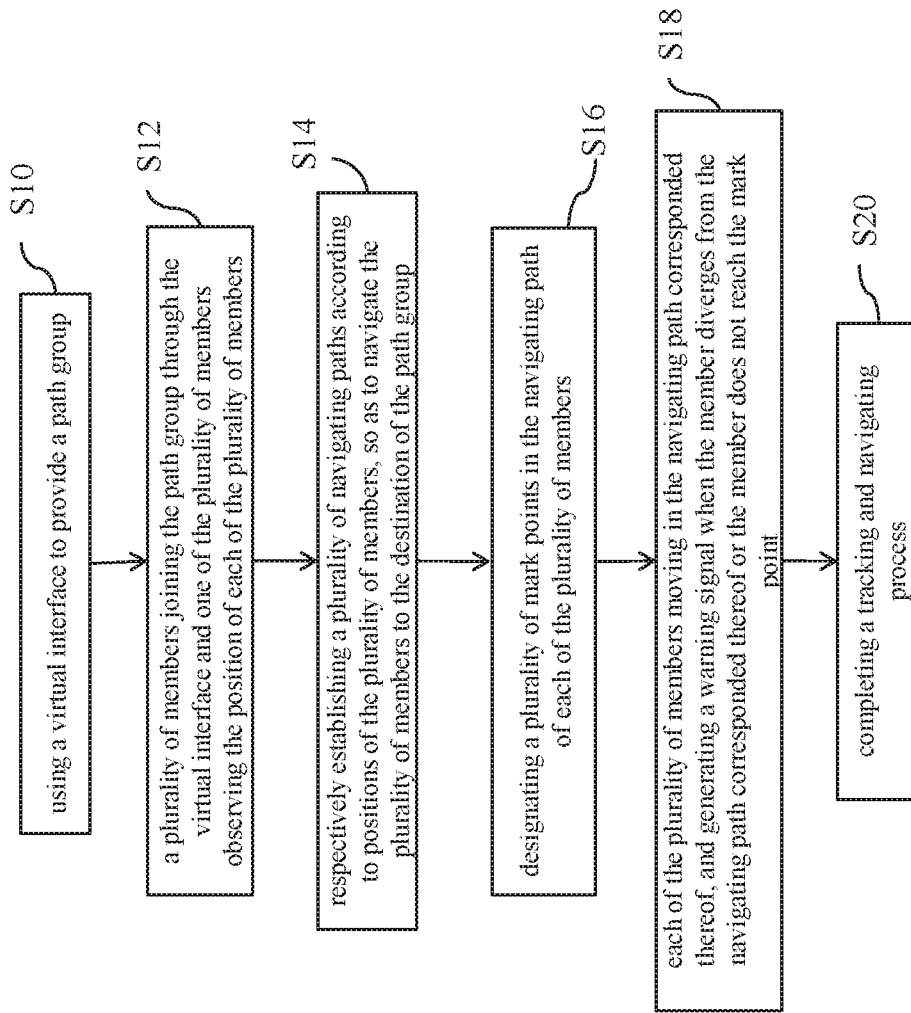 S10
using a virtual interface to provide a path group
S12
a plurality of members joining the path group through the
virtual interface and one of the plurality of members
observing the position of each of the plurality of members
S14
respectively establishing a plurality of navigating paths according
to positions of the plurality of members, so as to navigate the
plurality of members to the destination of the path group
S16
designating a plurality of mark points in the navigating path
of each of the plurality of members
S18
each of the plurality of members moving in the navigating path corresponded
thereof, and generating a warning signal when the member diverges from the
navigating path corresponded thereof or the member does not reach the mark
point
S20
completing a tracking and navigating
process